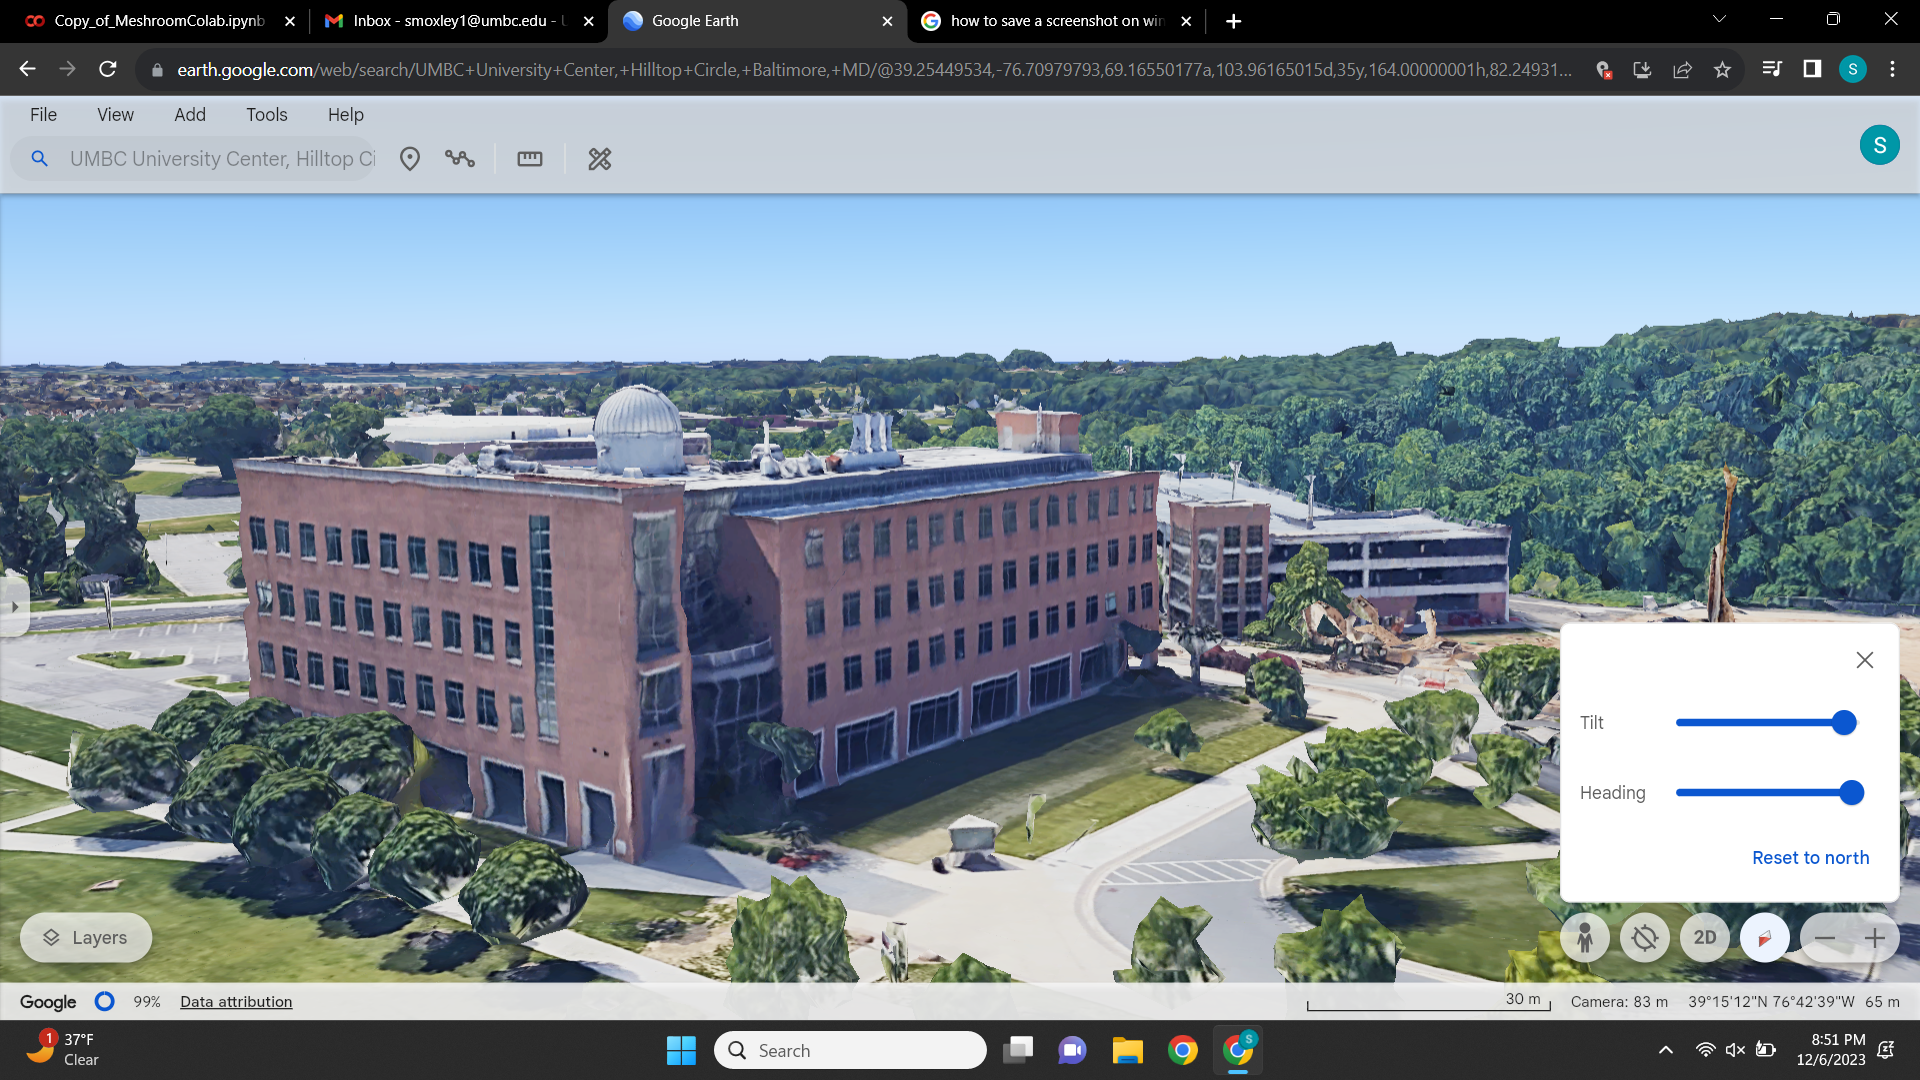 Copy_of_MeshroomColab.ipynb
Inbox - smoxley1@umbc.edu - U
Google Earth
how to save a screenshot on win
earth.google.com/web/search/UMBC+University+Center,+Hilltop+Circle,+Baltimore,+MD/@39.25449534,-76.70979793,69.16550177a,103.96165015d,35y,164.00000001h,82.24931...
S
File View Add Tools Help
UMBC University Center, Hilltop Ci
S
Tilt
Heading
Reset to north
Layers
2D
Google 99% Data attribution
30 m
Camera: 83 m 39°15'12"N 76°42'39"W 65 m
1
37°F
Clear
Search
S
8:51 PM
12/6/2023